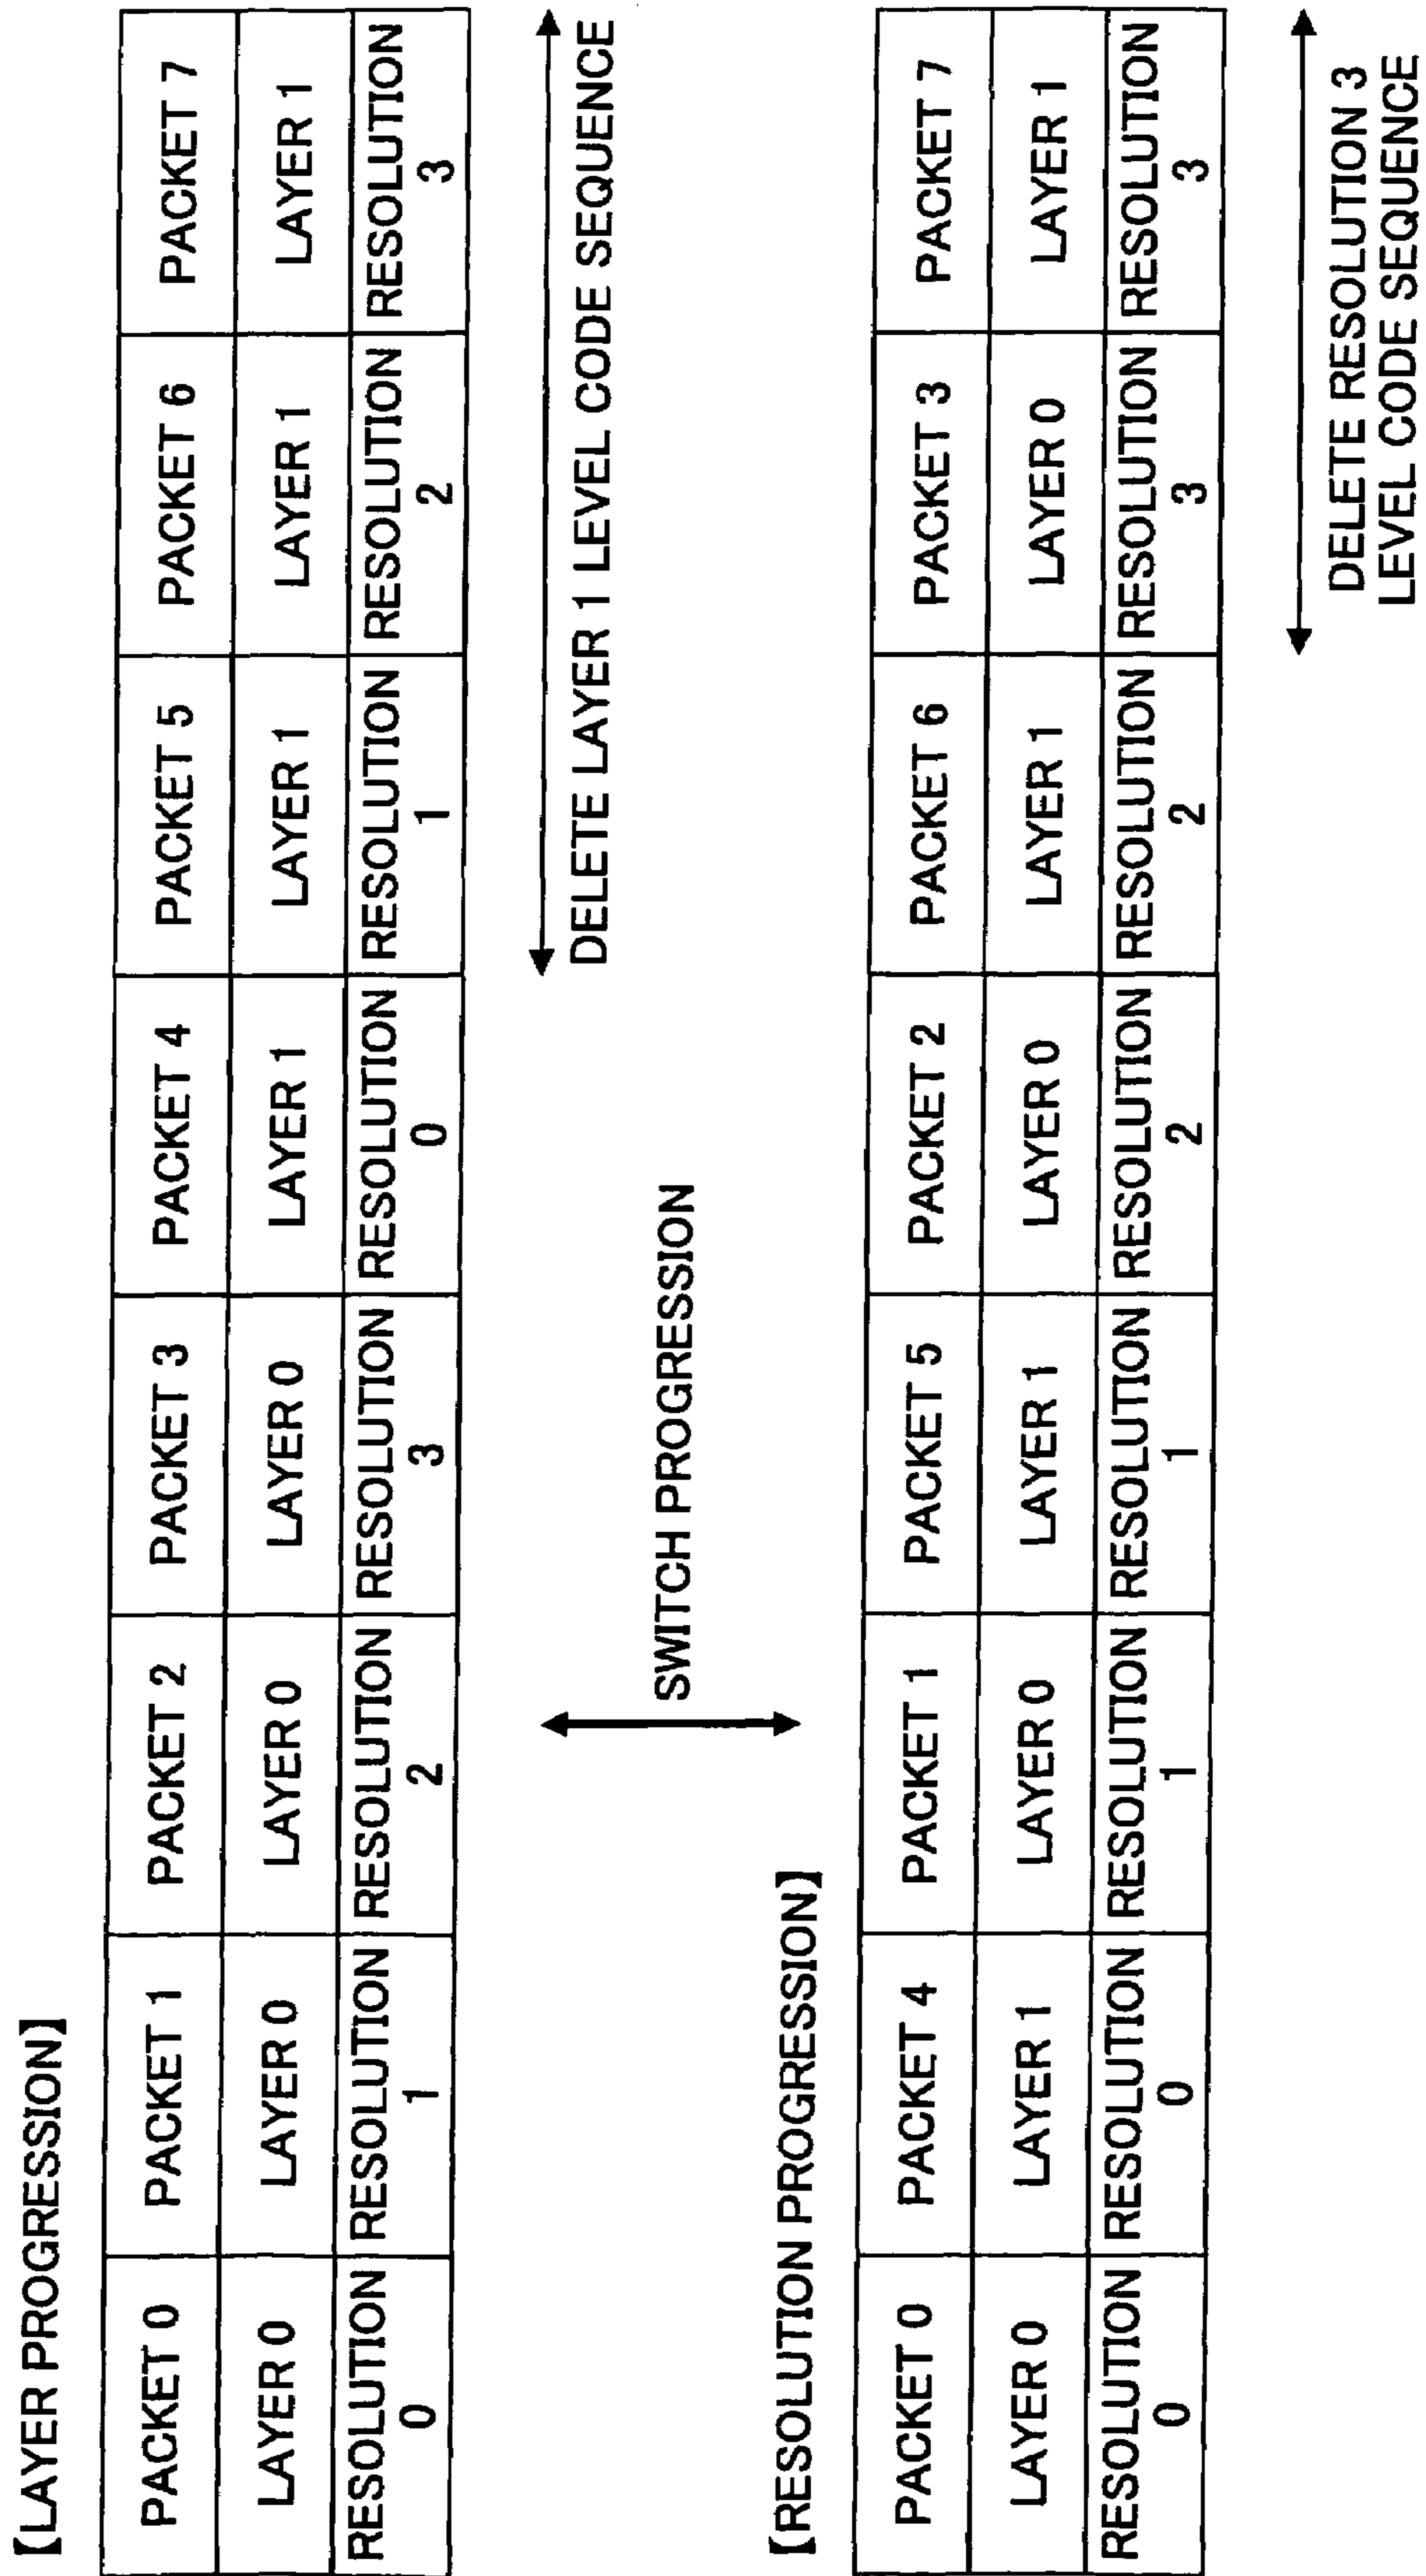 【LAYER PROGRESSION】
PACKET 0 PACKET 1 PACKET 2 PACKET 3 PACKET 4 PACKET 5 PACKET 6 PACKET 7
LAYER 0 LAYER 0 LAYER 0 LAYER 0 LAYER 1 LAYER 1 LAYER 1 LAYER 1
RESOLUTION RESOLUTION RESOLUTION RESOLUTION RESOLUTION RESOLUTION RESOLUTION RESOLUTION
0 1 2 3 0 1 2 3
DELETE LAYER 1 LEVEL CODE SEQUENCE
SWITCH PROGRESSION
【RESOLUTION PROGRESSION】
PACKET 0 PACKET 4 PACKET 1 PACKET 5 PACKET 2 PACKET 6 PACKET 3 PACKET 7
LAYER 0 LAYER 1 LAYER 0 LAYER 1 LAYER 0 LAYER 1 LAYER 0 LAYER 1
RESOLUTION RESOLUTION RESOLUTION RESOLUTION RESOLUTION RESOLUTION RESOLUTION RESOLUTION
0 0 1 1 2 2 3 3
DELETE RESOLUTION 3
LEVEL CODE SEQUENCE